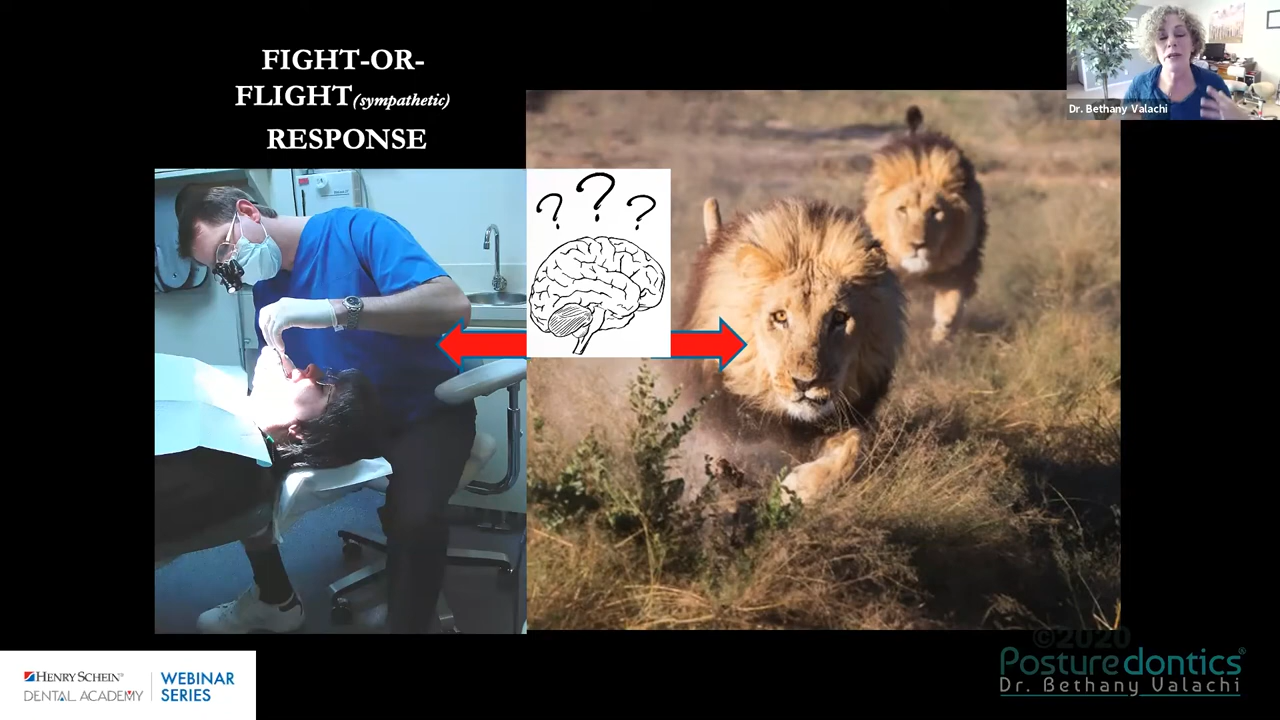 FIGHT-OR-
FLIGHT(sympathetic)
RESPONSE
? ? ?
Dr. Bethany Valachi
HENRY SCHEIN®
DENTAL ACADEMY
WEBINAR
SERIES
©2020
Posturedontics®
Dr. Bethany Valachi